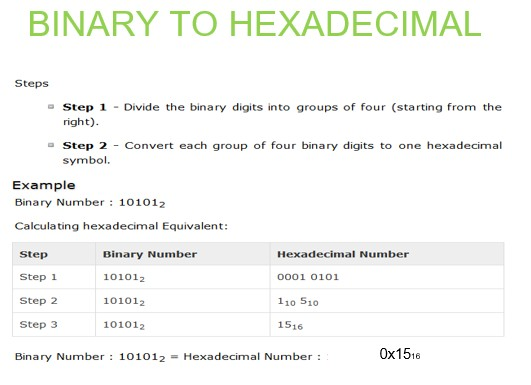 BINARY TO HEXADECIMAL
Steps
Step 1 - Divide the binary digits into groups of four (starting from the
right).
Step 2 - Convert each group of four binary digits to one hexadecimal
symbol.
Example
Binary Number : 10101₂
Calculating hexadecimal Equivalent:
Step Binary Number Hexadecimal Number
Step 1 10101₂ 0001 0101
Step 2 10101₂ 1₁₀ 5₁₀
Step 3 10101₂ 15₁₆
Binary Number : 10101₂ = Hexadecimal Number : 0x15₁₆